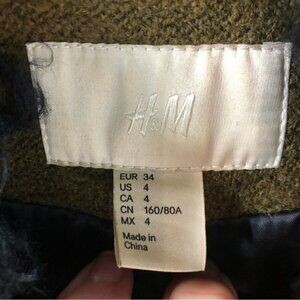 H&M
EUR 34
US 4
CA 4
CN 160/80A
MX 4
Made in
China